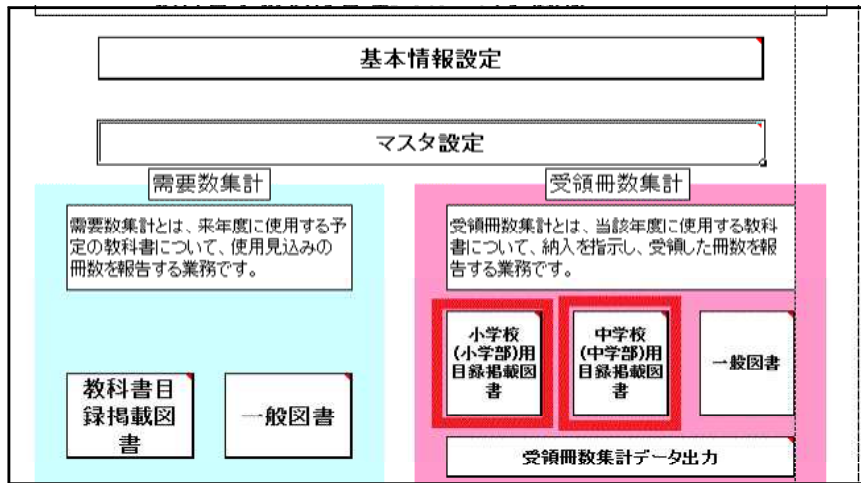 基本情報設定
マスタ設定
需要数集計
需要数集計とは、来年度に使用する予
定の教科書について、使用見込みの
冊数を報告する業務です。
教科書目
録掲載図
書
一般図書
受領冊数集計
受領冊数集計とは、当該年度に使用する教科
書について、納入を指示し、受領した冊数を報
告する業務です。
小学校
(小学部)用
目録掲載図
書
中学校
(中学部)用
目録掲載図
書
一般図書
受領冊数集計データ出力